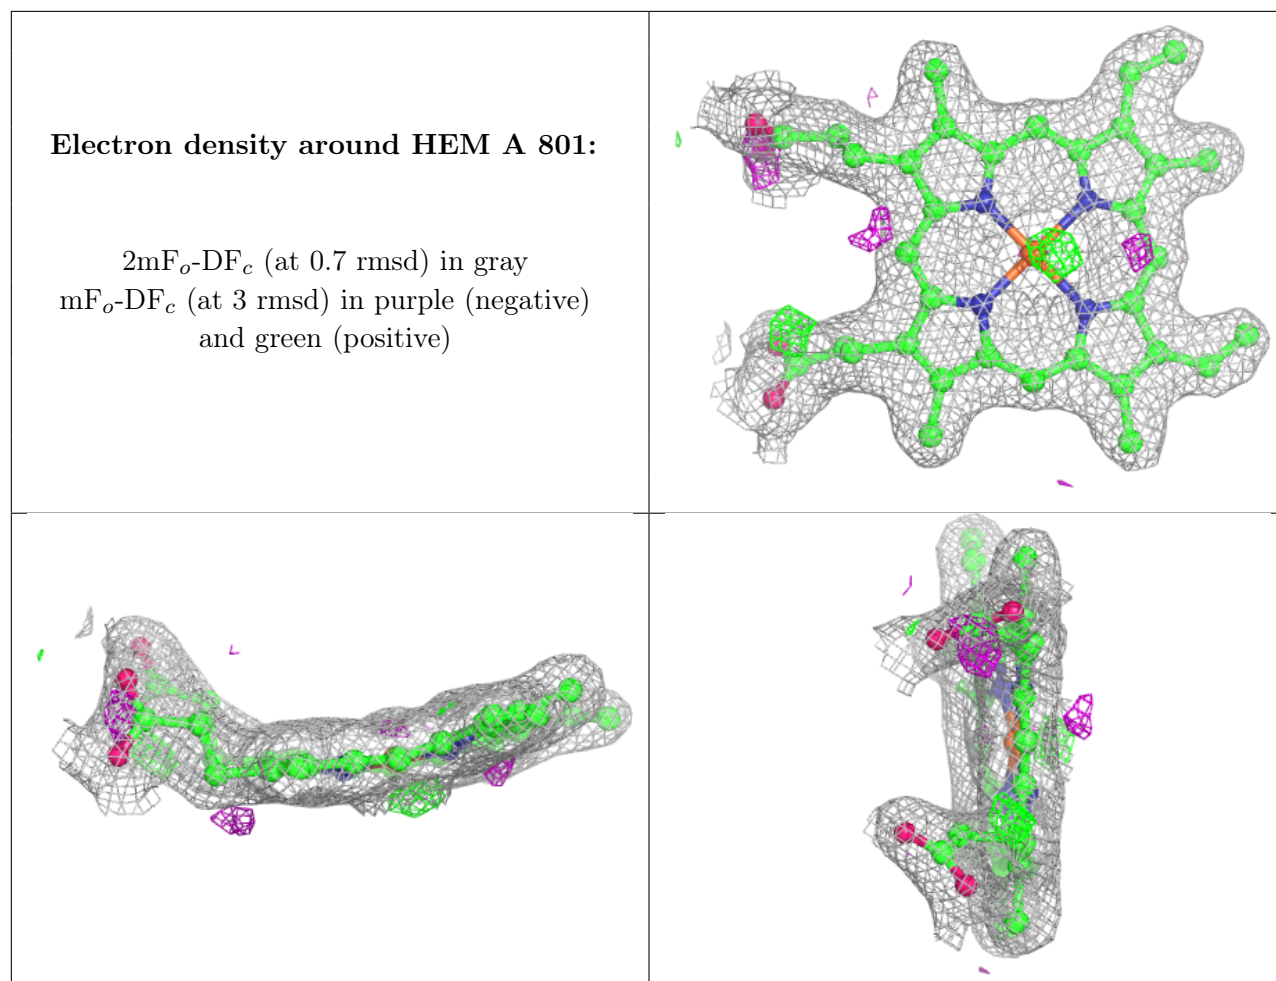 Electron density around HEM A 801:
2mFo-DFc (at 0.7 rmsd) in gray
mFo-DFc (at 3 rmsd) in purple (negative)
and green (positive)